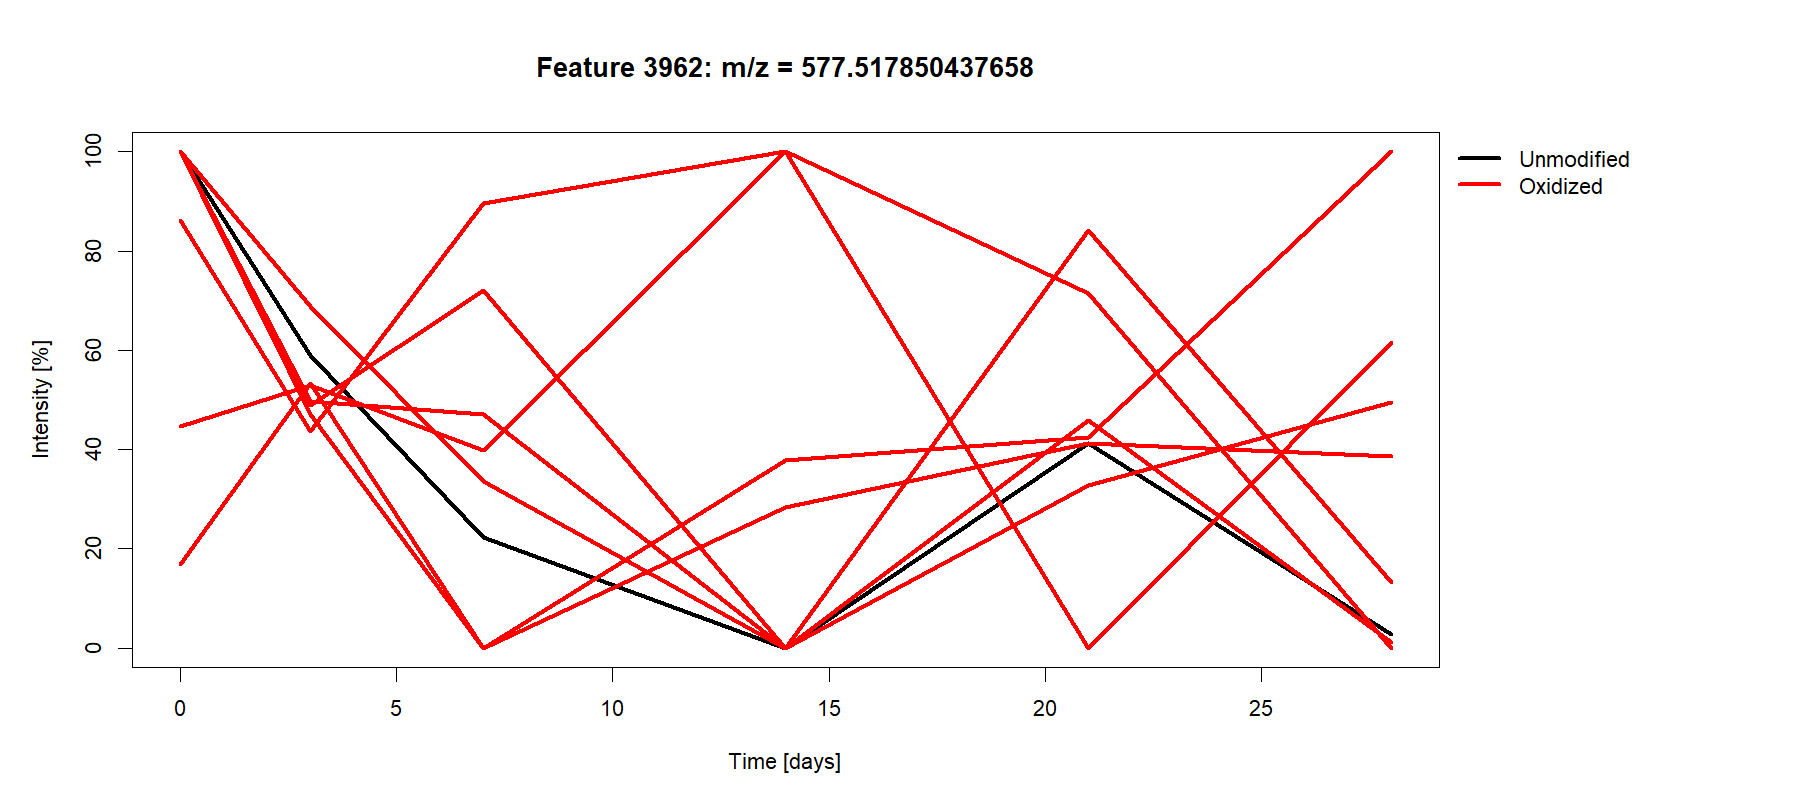 Feature 3962: m/z = 577.517850437658
Unmodified
Oxidized
Intensity [%]
100
80
60
40
20
0
0 5 10 15 20 25
Time [days]